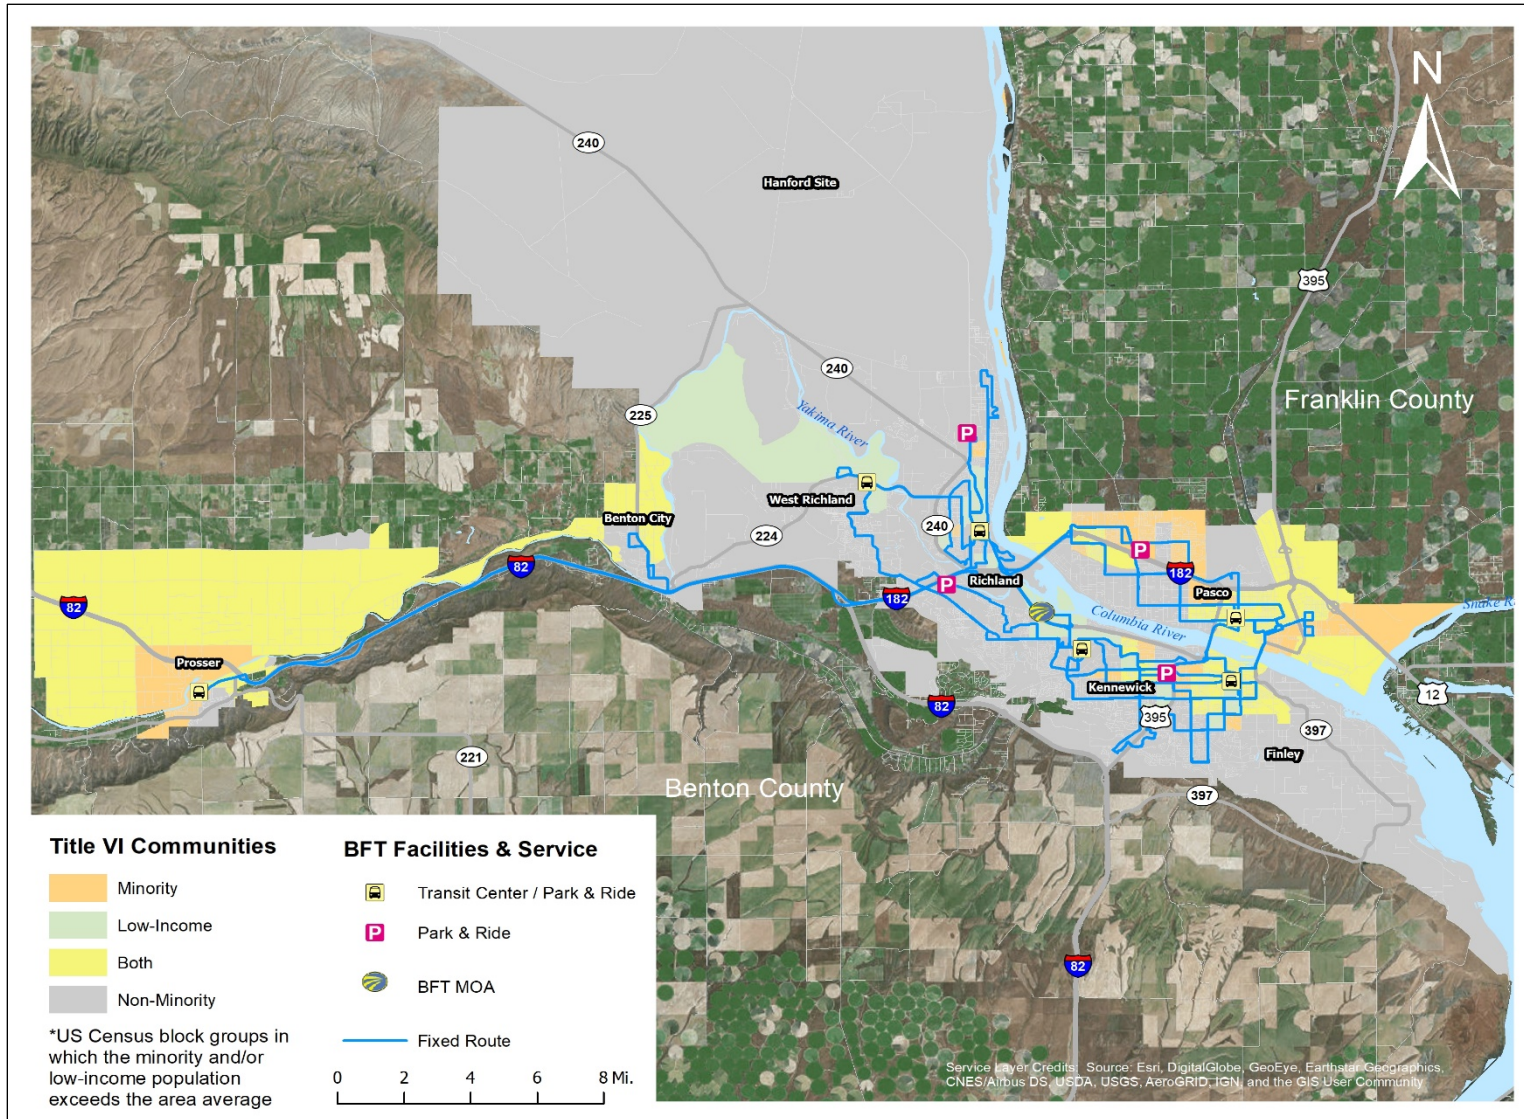 N
240
Hanford Site
395
Franklin County
240
225
Yakima River
West Richland
Benton City
240
224
82
182
Richland
182
Pasco
Columbia River
82
Snake R
Prosser
Kennewick
12
82
395
397
Finley
221
Benton County
397
82
Title VI Communities
Minority
Low-Income
Both
Non-Minority
*US Census block groups in
which the minority and/or
low-income population
exceeds the area average
BFT Facilities & Service
Transit Center / Park & Ride
P Park & Ride
BFT MOA
Fixed Route
0 2 4 6 8 Mi.
P
P
P
P
Service Layer Credits: Source: Esri, DigitalGlobe, GeoEye, Earthstar Geographics,
CNES/Airbus DS, USDA, USGS, AeroGRID, IGN, and the GIS User Community